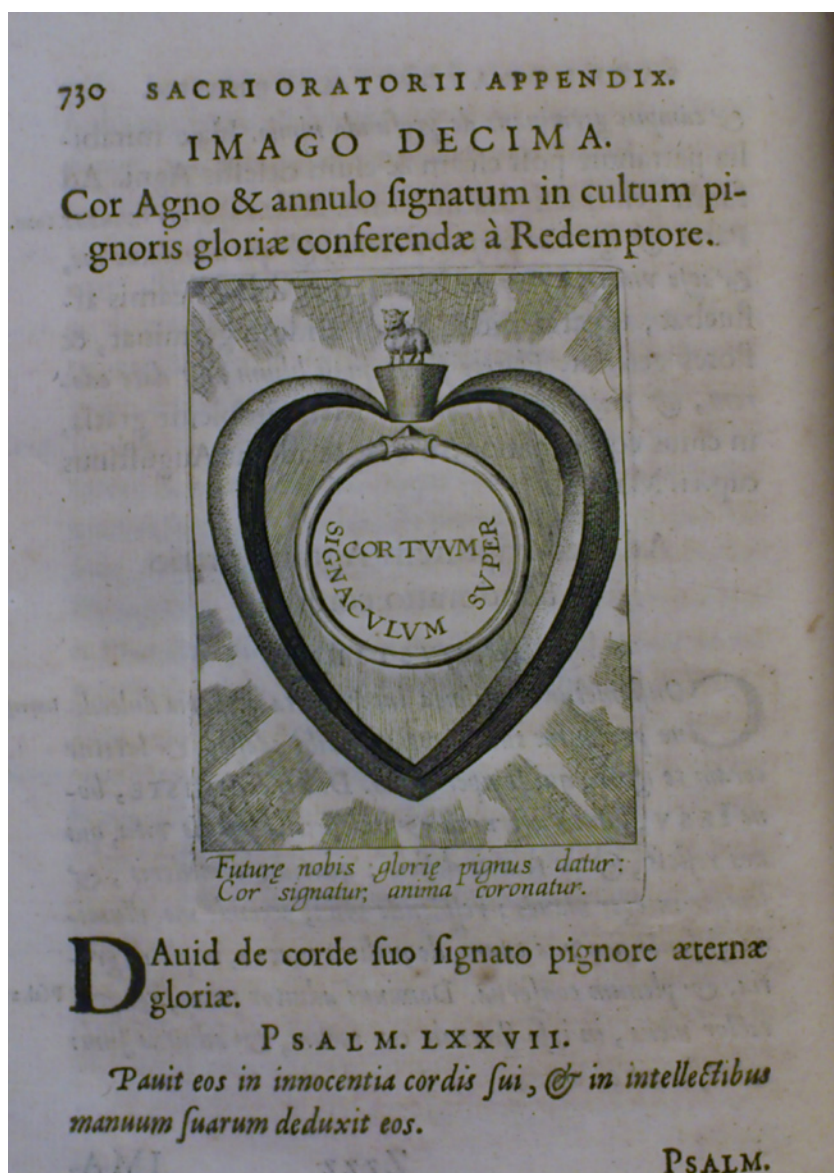 730 SACRI ORATORII APPENDIX.
IMAGO DECIMA.
Cor Agno & annulo ſignatum in cultum pi-
gnoris gloriæ conferendæ à Redemptore.
COR TVVM
SIGNACVLVM SVPER
Futurę nobis glorię pignus datur:
Cor signatur, anima coronatur.
DAuid de corde ſuo ſignato pignore æternæ
gloriæ.
PSALM. LXXVII.
Pauit eos in innocentia cordis ſui, & in intellectibus
manuum ſuarum deduxit eos.
PSALM.